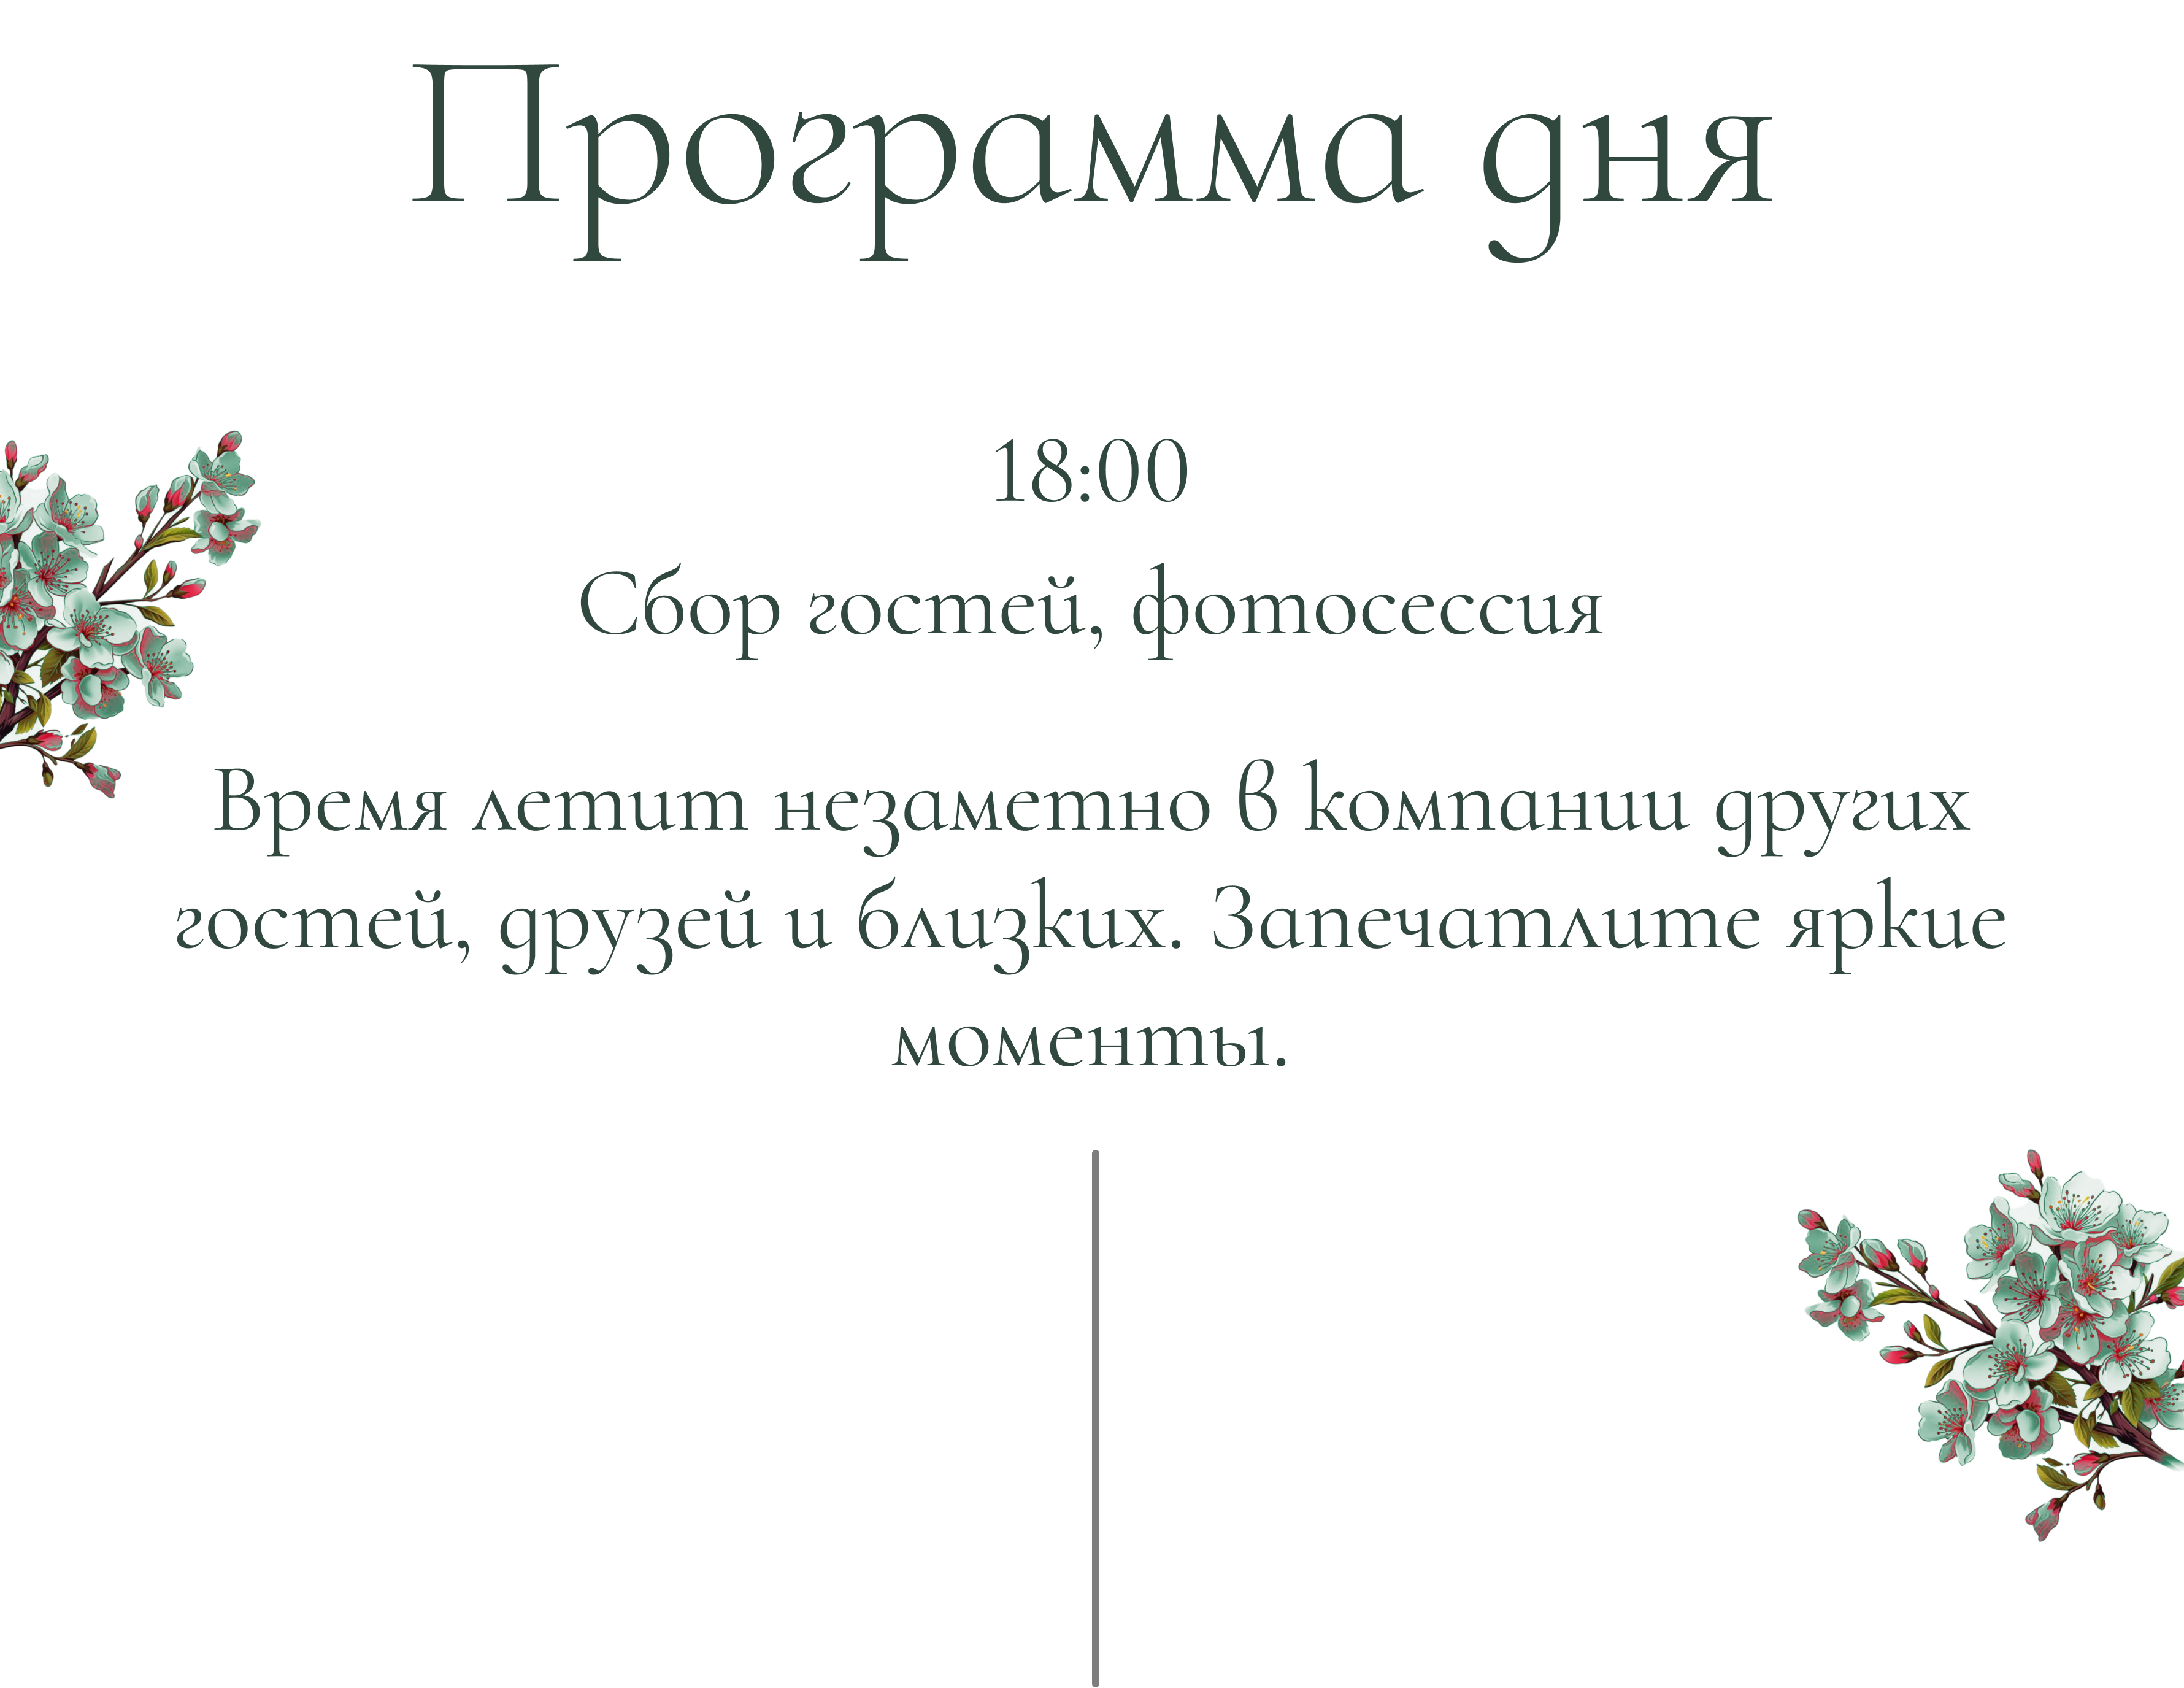 Программа дня
18:00
Сбор гостей, фотосессия
Время летит незаметно в компании других
гостей, друзей и близких. Запечатлите яркие
моменты.